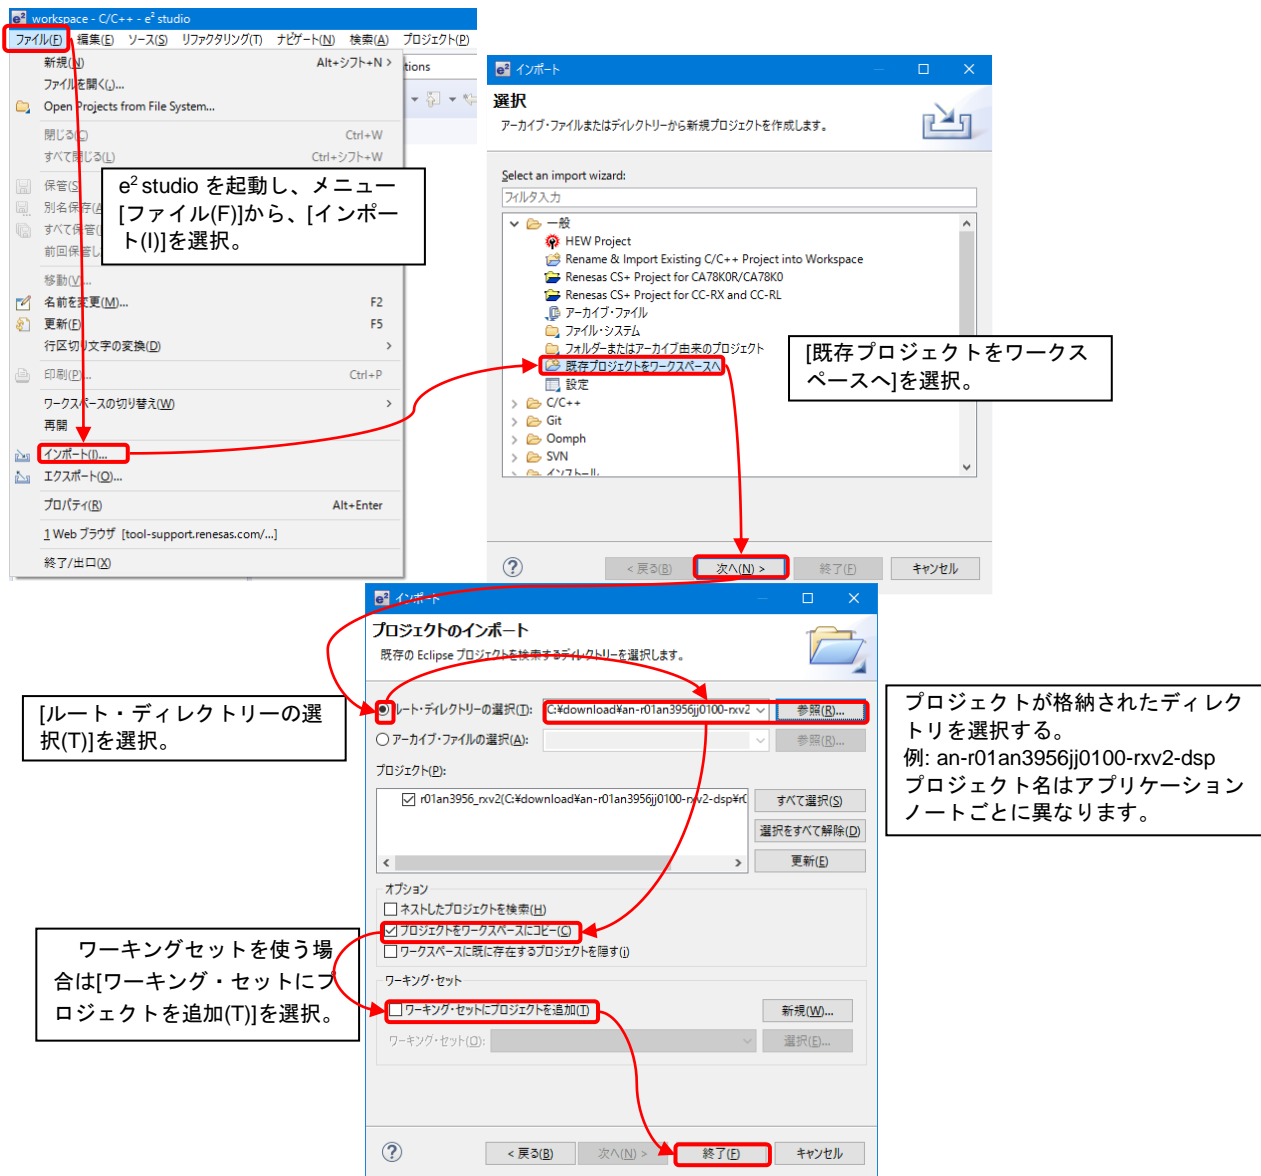 workspace - C/C++ - e² studio
ファイル(F) 編集(E) ソース(S) リファクタリング(T) ナビゲート(N) 検索(A) プロジェクト(P)
新規(N) Alt+シフト+N >
tions
ファイルを開く(.)...
Open Projects from File System...
閉じる(C) Ctrl+W
すべて閉じる(L) Ctrl+シフト+W
保管(S
別名保存(A
すべて保管(
前回保管し
e² studio を起動し、メニュー
[ファイル(F)]から、[インポー
ト(I)]を選択。
移動(V)...
名前を変更(M)... F2
更新(F) F5
行区切り文字の変換(D) >
印刷(P)... Ctrl+P
ワークスペースの切り替え(W) >
再開
インポート(I)...
エクスポート(O)...
プロパティ(R) Alt+Enter
1 Web ブラウザ [tool-support.renesas.com/...]
終了/出口(X)
e² インポート
選択
アーカイブ・ファイルまたはディレクトリーから新規プロジェクトを作成します。
Select an import wizard:
フィルタ入力
一般
HEW Project
Rename & Import Existing C/C++ Project into Workspace
Renesas CS+ Project for CA78K0R/CA78K0
Renesas CS+ Project for CC-RX and CC-RL
アーカイブ・ファイル
ファイル・システム
フォルダーまたはアーカイブ由来のプロジェクト
既存プロジェクトをワークスペースへ
設定
C/C++
Git
Oomph
SVN
インストール
[既存プロジェクトをワークス
ペースへ]を選択。
< 戻る(B) 次へ(N) > 終了(F) キャンセル
e² インポート
プロジェクトのインポート
既存の Eclipse プロジェクトを検索するディレクトリーを選択します。
[ルート・ディレクトリーの選
択(T)]を選択。
ルート・ディレクトリーの選択(T): C:¥download¥an-r01an3956jj0100-rxv2 参照(R)...
アーカイブ・ファイルの選択(A): 参照(R)...
プロジェクト(P):
r01an3956_rxv2(C:¥download¥an-r01an3956jj0100-rxv2-dsp¥r0 すべて選択(S)
選択をすべて解除(D)
更新(E)
プロジェクトが格納されたディレク
トリを選択する。
例: an-r01an3956jj0100-rxv2-dsp
プロジェクト名はアプリケーション
ノートごとに異なります。
オプション
ネストしたプロジェクトを検索(H)
プロジェクトをワークスペースにコピー(C)
ワークスペースに既に存在するプロジェクトを隠す(i)
ワーキングセットを使う場
合は[ワーキング・セットにプ
ロジェクトを追加(T)]を選択。
ワーキング・セット
ワーキング・セットにプロジェクトを追加(T) 新規(W)...
ワーキング・セット(O): 選択(E)...
< 戻る(B) 次へ(N) > 終了(F) キャンセル